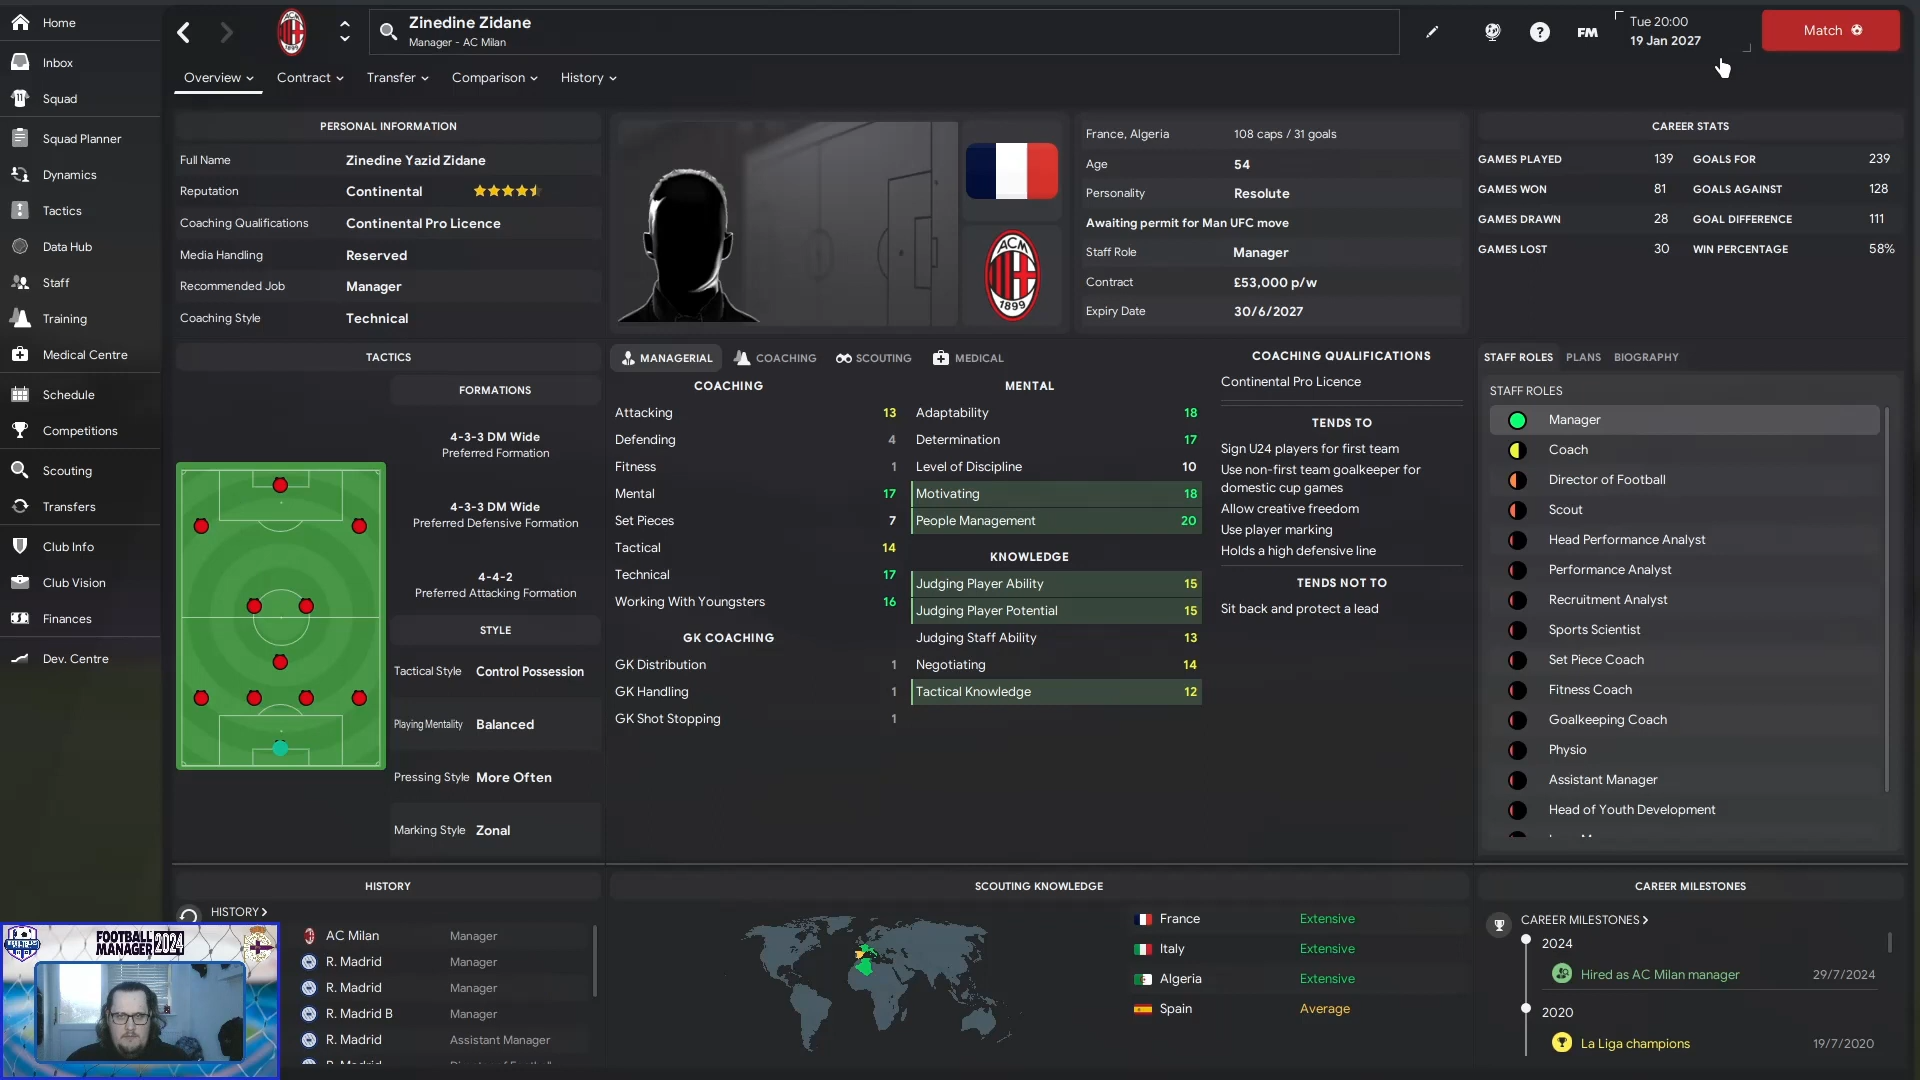 Home
Inbox
Squad
Squad Planner
Dynamics
Tactics
Data Hub
Staff
Training
Medical Centre
Schedule
Competitions
Scouting
Transfers
Club Info
Club Vision
Finances
Dev. Centre
Zinedine Zidane
Manager - AC Milan
FM
Tue 20:00
19 Jan 2027
Match
Overview
Contract
Transfer
Comparison
History
PERSONAL INFORMATION
Full Name Zinedine Yazid Zidane
Reputation Continental
Coaching Qualifications Continental Pro Licence
Media Handling Reserved
Recommended Job Manager
Coaching Style Technical
ACM
1899
France, Algeria 108 caps / 31 goals
Age 54
Personality Resolute
Awaiting permit for Man UFC move
Staff Role Manager
Contract £53,000 p/w
Expiry Date 30/6/2027
CAREER STATS
GAMES PLAYED 139 GOALS FOR 239
GAMES WON 81 GOALS AGAINST 128
GAMES DRAWN 28 GOAL DIFFERENCE 111
GAMES LOST 30 WIN PERCENTAGE 58%
TACTICS
FORMATIONS
4-3-3 DM Wide
Preferred Formation
4-3-3 DM Wide
Preferred Defensive Formation
4-4-2
Preferred Attacking Formation
STYLE
Tactical Style Control Possession
Playing Mentality Balanced
Pressing Style More Often
Marking Style Zonal
MANAGERIAL COACHING SCOUTING MEDICAL
COACHING
Attacking 13
Defending 4
Fitness 1
Mental 17
Set Pieces 7
Tactical 14
Technical 17
Working With Youngsters 16
GK COACHING
GK Distribution 1
GK Handling 1
GK Shot Stopping 1
MENTAL
Adaptability 18
Determination 17
Level of Discipline 10
Motivating 18
People Management 20
KNOWLEDGE
Judging Player Ability 15
Judging Player Potential 15
Judging Staff Ability 13
Negotiating 14
Tactical Knowledge 12
COACHING QUALIFICATIONS
Continental Pro Licence
TENDS TO
Sign U24 players for first team
Use non-first team goalkeeper for
domestic cup games
Allow creative freedom
Use player marking
Holds a high defensive line
TENDS NOT TO
Sit back and protect a lead
STAFF ROLES PLANS BIOGRAPHY
STAFF ROLES
Manager
Coach
Director of Football
Scout
Head Performance Analyst
Performance Analyst
Recruitment Analyst
Sports Scientist
Set Piece Coach
Fitness Coach
Goalkeeping Coach
Physio
Assistant Manager
Head of Youth Development
HISTORY
HISTORY
AC Milan Manager
R. Madrid Manager
R. Madrid Manager
R. Madrid B Manager
R. Madrid Assistant Manager
FOOTBALL
MANAGER 2024
SCOUTING KNOWLEDGE
France Extensive
Italy Extensive
Algeria Extensive
Spain Average
CAREER MILESTONES
CAREER MILESTONES
2024
Hired as AC Milan manager 29/7/2024
2020
La Liga champions 19/7/2020